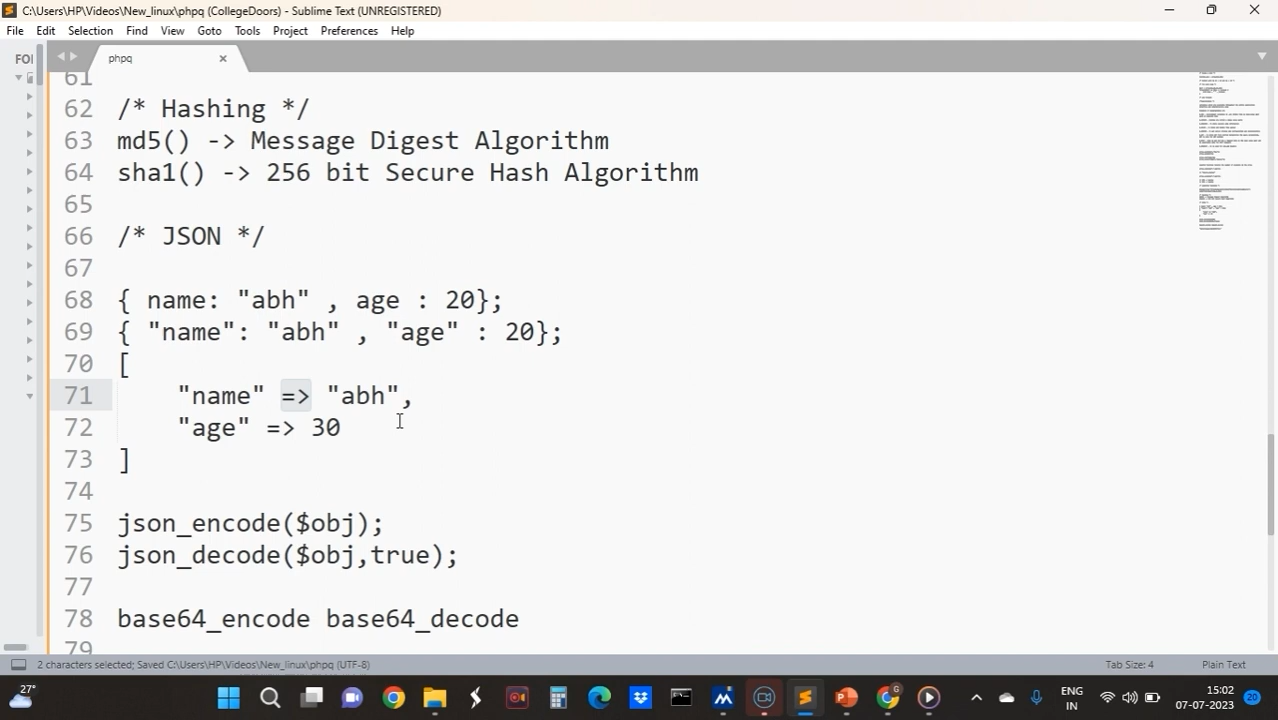 C:\Users\HP\Videos\New_linux\phpq (CollegeDoors) - Sublime Text (UNREGISTERED)
File Edit Selection Find View Goto Tools Project Preferences Help
FOI
phpq
61
62 /* Hashing */
63 md5() -> Message Digest Algorithm
64 sha1() -> 256 bit Secure Hash Algorithm
65
66 /* JSON */
67
68 { name: "abh" , age : 20};
69 { "name": "abh" , "age" : 20};
70 [
71 "name" => "abh",
72 "age" => 30
73 ]
74
75 json_encode($obj);
76 json_decode($obj,true);
77
78 base64_encode base64_decode
79
2 characters selected; Saved C:\Users\HP\Videos\New_linux\phpq (UTF-8) Tab Size: 4 Plain Text
27° ENG 15:02
IN 07-07-2023 20